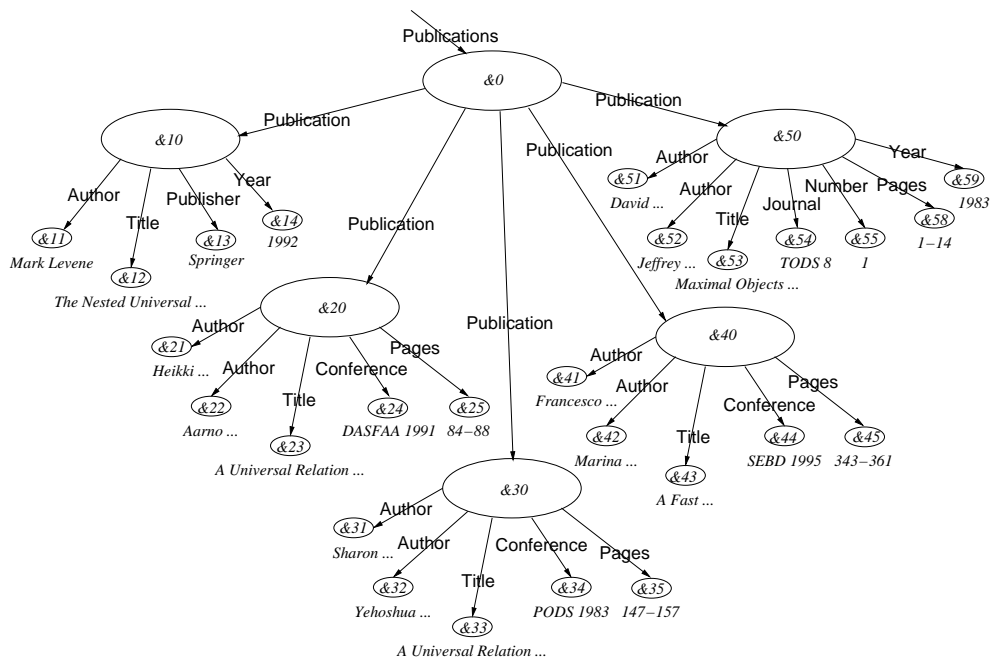 Publications
&0
Publication
&10
Author
Title
Publisher
Year
&11
Mark Levene
&12
The Nested Universal ...
&13
Springer
&14
1992
Publication
&20
Author
Author
Title
Conference
Pages
&21
Heikki ...
&22
Aarno ...
&23
A Universal Relation ...
&24
DASFAA 1991
&25
84–88
Publication
&30
Author
Author
Title
Conference
Pages
&31
Sharon ...
&32
Yehoshua ...
&33
A Universal Relation ...
&34
PODS 1983
&35
147–157
Publication
&40
Author
Author
Title
Conference
Pages
&41
Francesco ...
&42
Marina ...
&43
A Fast ...
&44
SEBD 1995
&45
343–361
Publication
&50
Author
Author
Title
Journal
Number
Pages
Year
&51
David ...
&52
Jeffrey ...
&53
Maximal Objects ...
&54
TODS 8
&55
1
&58
1–14
&59
1983